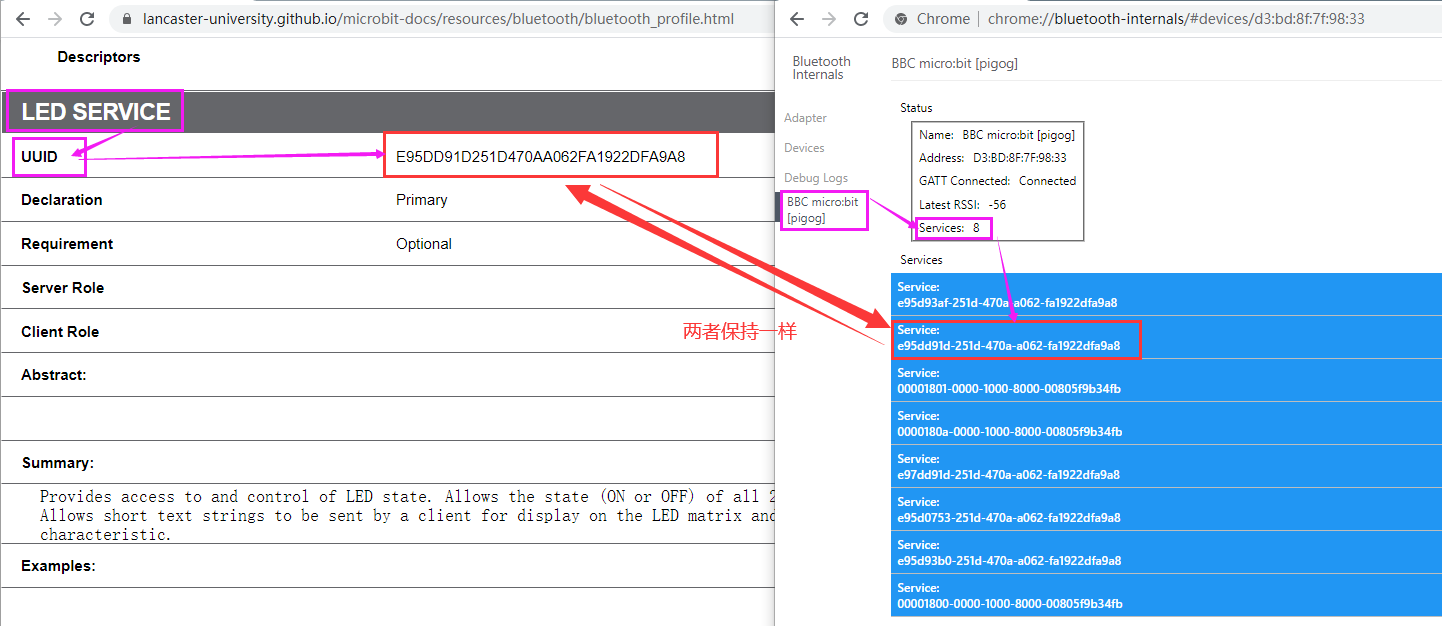 lancaster-university.github.io/microbit-docs/resources/bluetooth/bluetooth_profile.html
Descriptors
LED SERVICE
UUID E95DD91D251D470AA062FA1922DFA9A8
Declaration Primary
Requirement Optional
Server Role
Client Role
Abstract:
Summary:
Provides access to and control of LED state. Allows the state (ON or OFF) of all 2
Allows short text strings to be sent by a client for display on the LED matrix and
characteristic.
Examples:
两者保持一样
Chrome chrome://bluetooth-internals/#devices/d3:bd:8f:7f:98:33
Bluetooth
Internals
Adapter
Devices
Debug Logs
BBC micro:bit
[pigog]
BBC micro:bit [pigog]
Status
Name: BBC micro:bit [pigog]
Address: D3:BD:8F:7F:98:33
GATT Connected: Connected
Latest RSSI: -56
Services: 8
Services
Service:
e95d93af-251d-470a-a062-fa1922dfa9a8
Service:
e95dd91d-251d-470a-a062-fa1922dfa9a8
Service:
00001801-0000-1000-8000-00805f9b34fb
Service:
0000180a-0000-1000-8000-00805f9b34fb
Service:
e97dd91d-251d-470a-a062-fa1922dfa9a8
Service:
e95d0753-251d-470a-a062-fa1922dfa9a8
Service:
e95d93b0-251d-470a-a062-fa1922dfa9a8
Service:
00001800-0000-1000-8000-00805f9b34fb